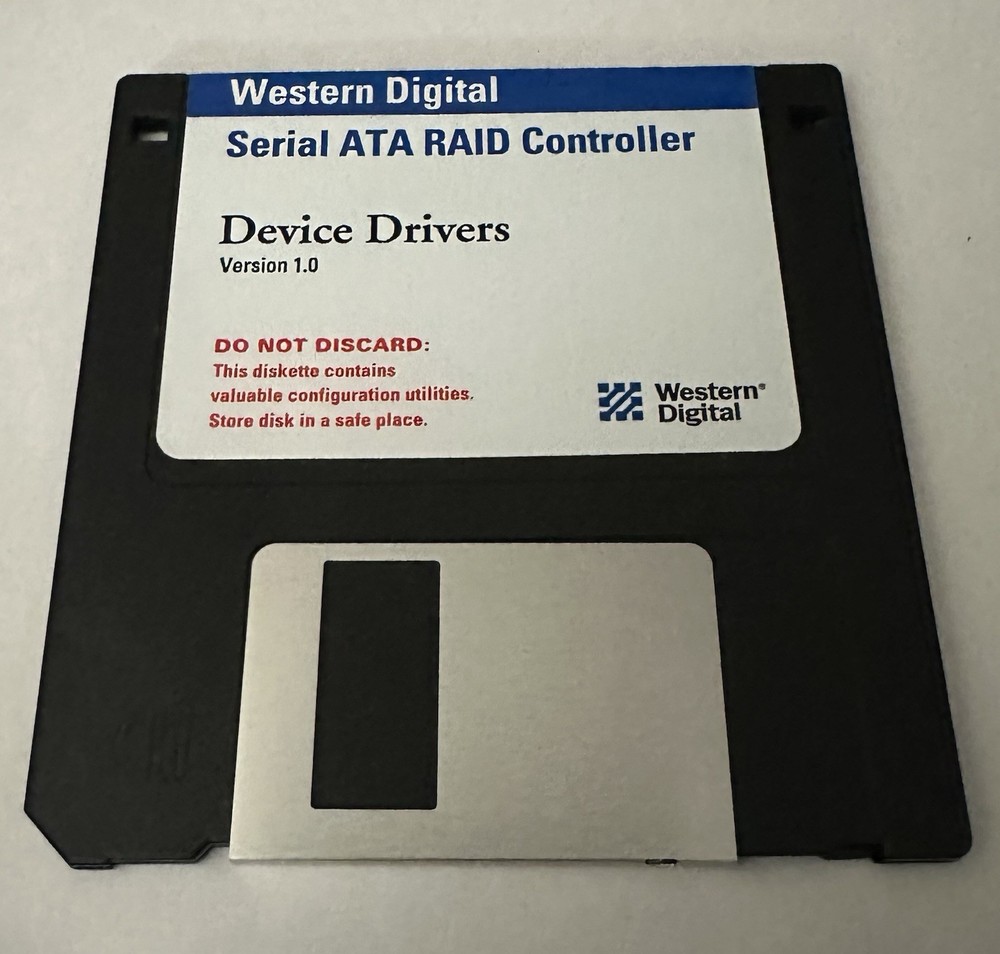 Western Digital
Serial ATA RAID Controller
Device Drivers
Version 1.0
DO NOT DISCARD:
This diskette contains
valuable configuration utilities.
Store disk in a safe place.
Western®
Digital